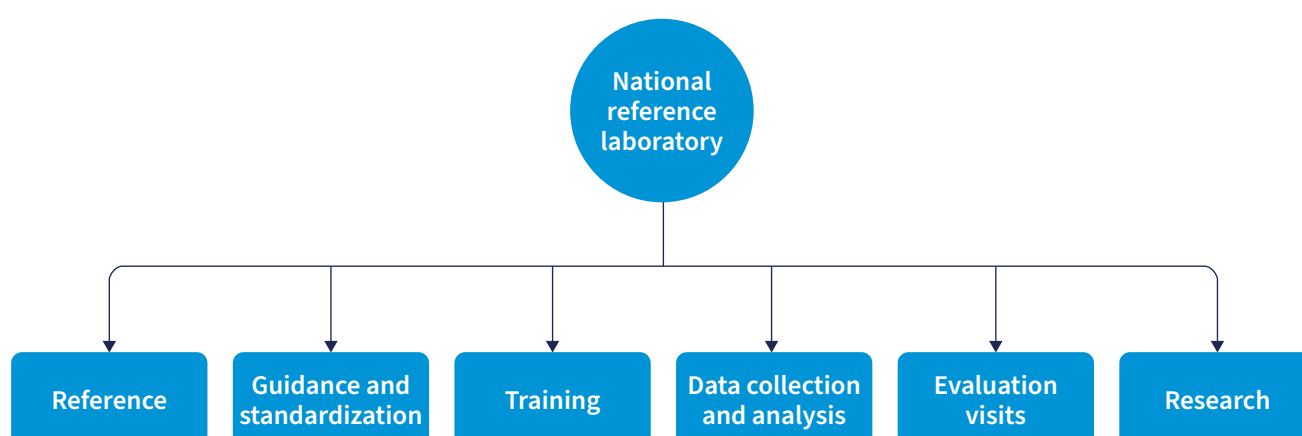 National
reference
laboratory
Reference
Guidance and
standardization
Training
Data collection
and analysis
Evaluation
visits
Research